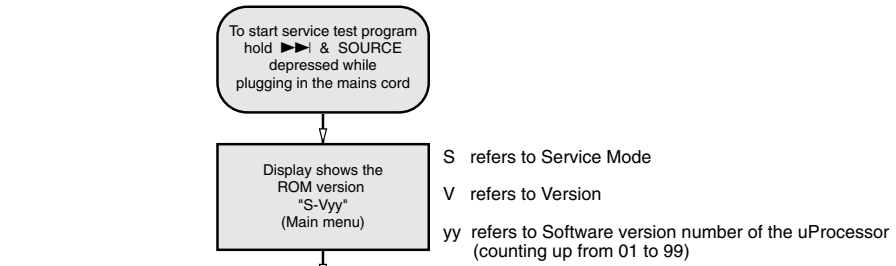 To start service test program
hold ▶▶| & SOURCE
depressed while
plugging in the mains cord
Display shows the
ROM version
"S-Vyy"
(Main menu)
S refers to Service Mode
V refers to Version
yy refers to Software version number of the uProcessor
(counting up from 01 to 99)